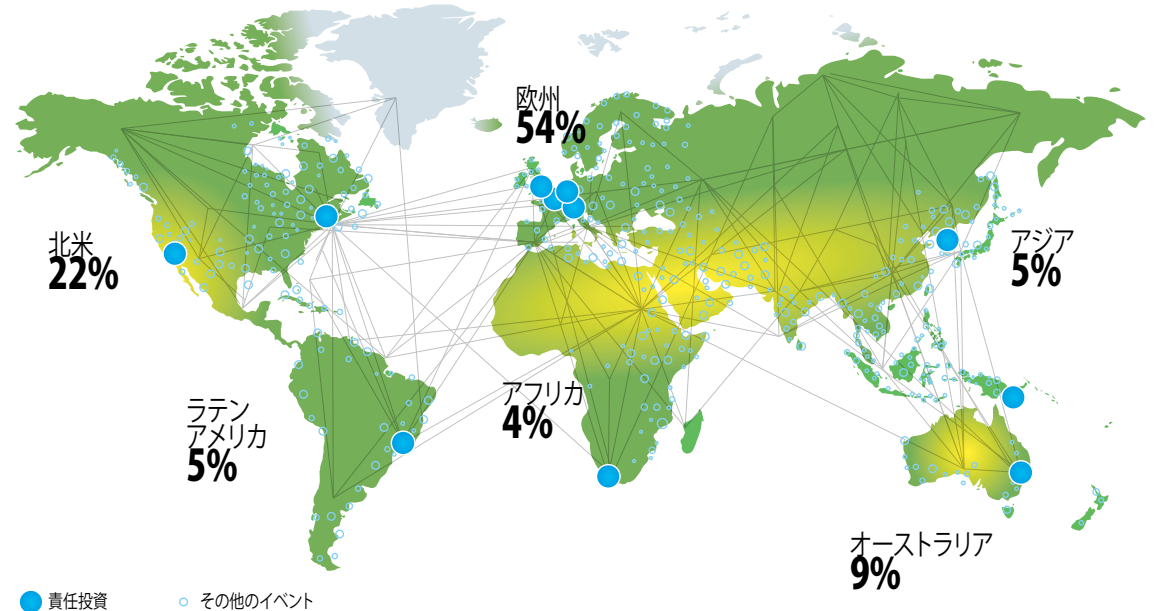 欧州
54%
北米
22%
アジア
5%
ラテン
アメリカ
5%
アフリカ
4%
オーストラリア
9%
責任投資
その他のイベント